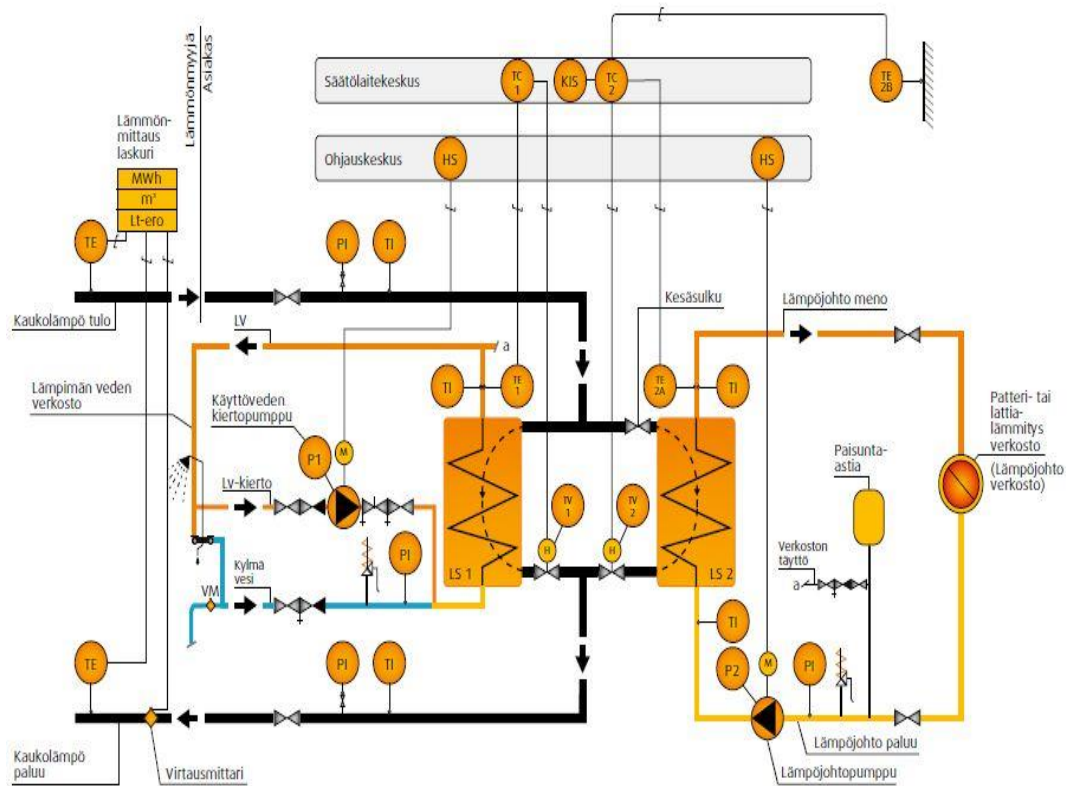 Lämmönmyyjä
Asiakas
Säätölaitekeskus
TC
1
KIS
TC
2
TE
2B
Lämmön-
mittaus
laskuri
MWh
m³
Lt-ero
Ohjauskeskus
HS
HS
TE
PI
TI
Kaukolämpö tulo
Kesäsulku
Lämpöjohto meno
LV
a
TI
TE
1
TE
2A
TI
Lämpimän veden
verkosto
Käyttöveden
kiertopumppu
P1
M
Patteri- tai
lattia-
lämmitys
verkosto
(Lämpöjohto
verkosto)
Paisunta-
astia
Lv-kierto
TV
1
TV
2
H
H
PI
Kylmä
vesi
LS 1
LS 2
Verkoston
täyttö
a
VM
TI
TE
PI
TI
P2
M
PI
Kaukolämpö
paluu
Virtausmittari
Lämpöjohto paluu
Lämpöjohtopumppu